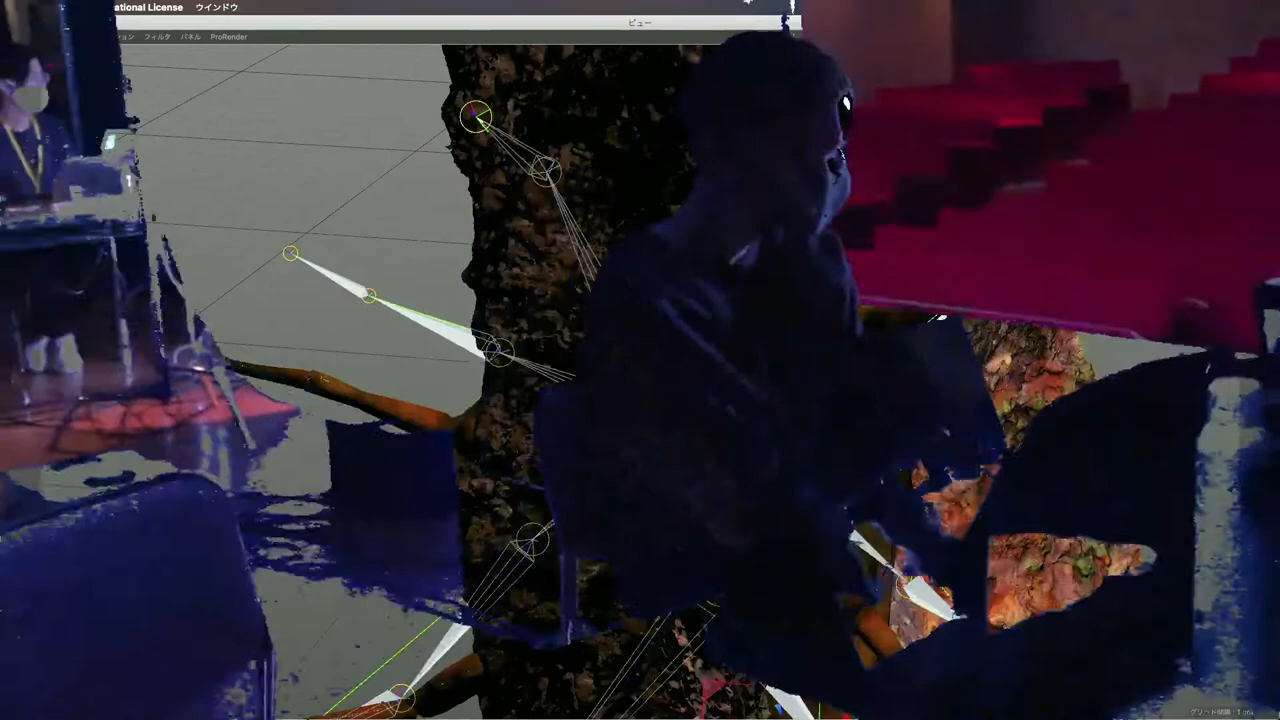 ational License ウインドウ
ビュー
ション フィルタ パネル ProRender
グリッド間隔 : 1 cm